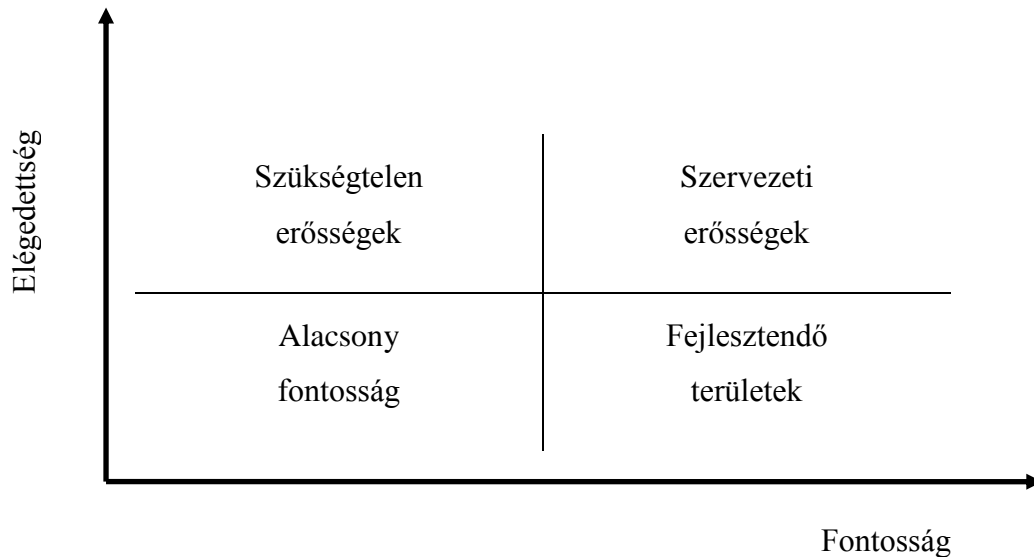 Elégedettség
Szükségtelen
erősségek
Szervezeti
erősségek
Alacsony
fontosság
Fejlesztendő
területek
Fontosság